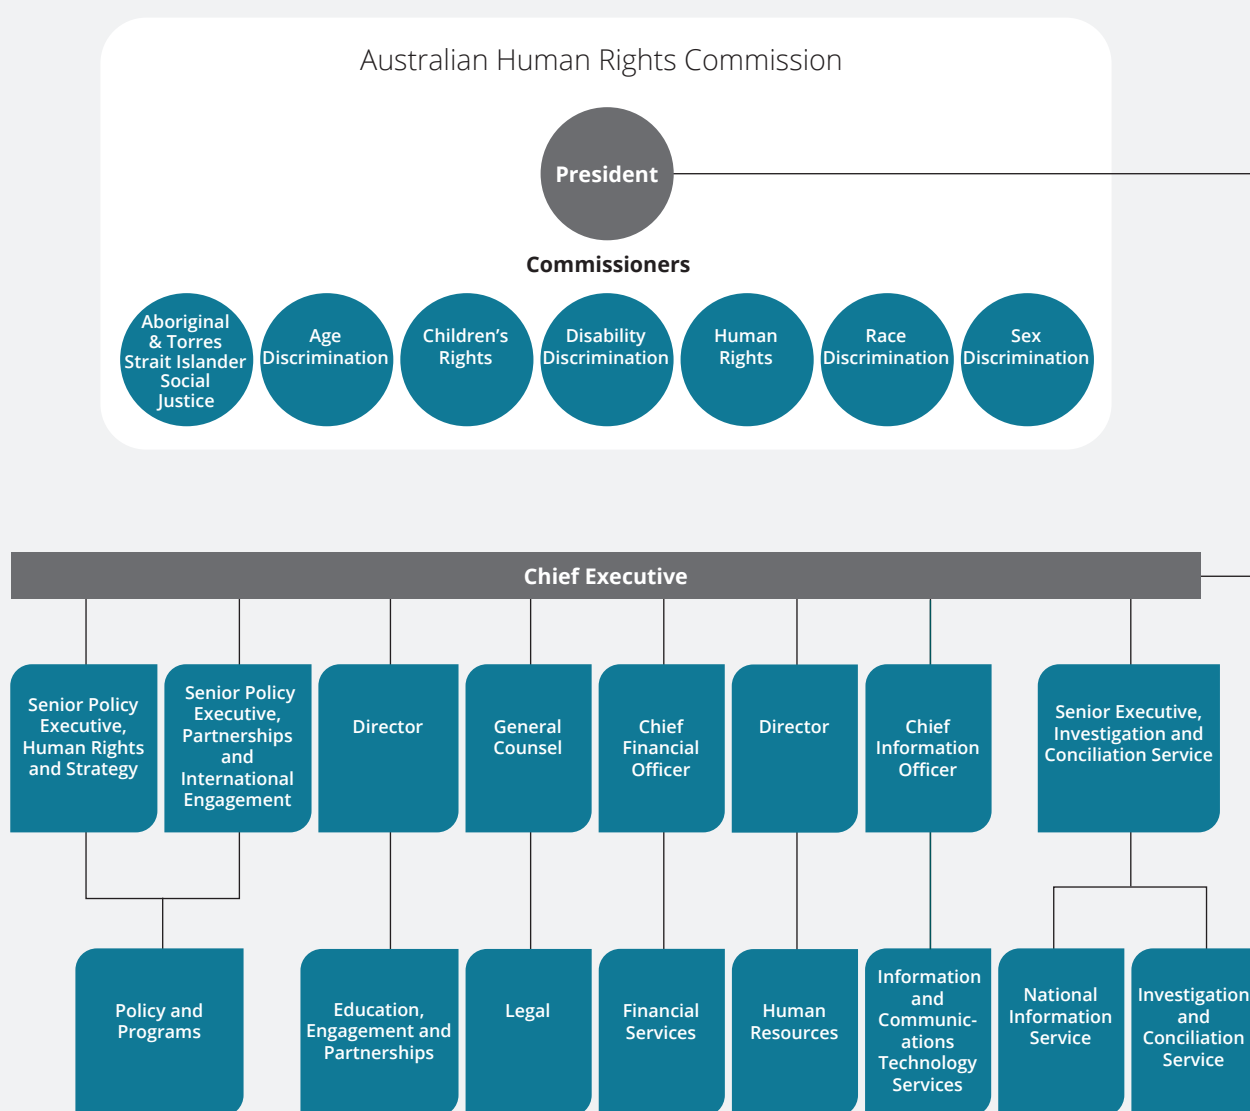 Australian Human Rights Commission
President
Commissioners
Aboriginal
& Torres
Strait Islander
Social
Justice
Age
Discrimination
Children’s
Rights
Disability
Discrimination
Human
Rights
Race
Discrimination
Sex
Discrimination
Chief Executive
Senior Policy
Executive,
Human Rights
and Strategy
Senior Policy
Executive,
Partnerships
and
International
Engagement
Director
General
Counsel
Chief
Financial
Officer
Director
Chief
Information
Officer
Senior Executive,
Investigation and
Conciliation Service
Policy and
Programs
Education,
Engagement and
Partnerships
Legal
Financial
Services
Human
Resources
Information
and
Communic-
ations
Technology
Services
National
Information
Service
Investigation
and
Conciliation
Service